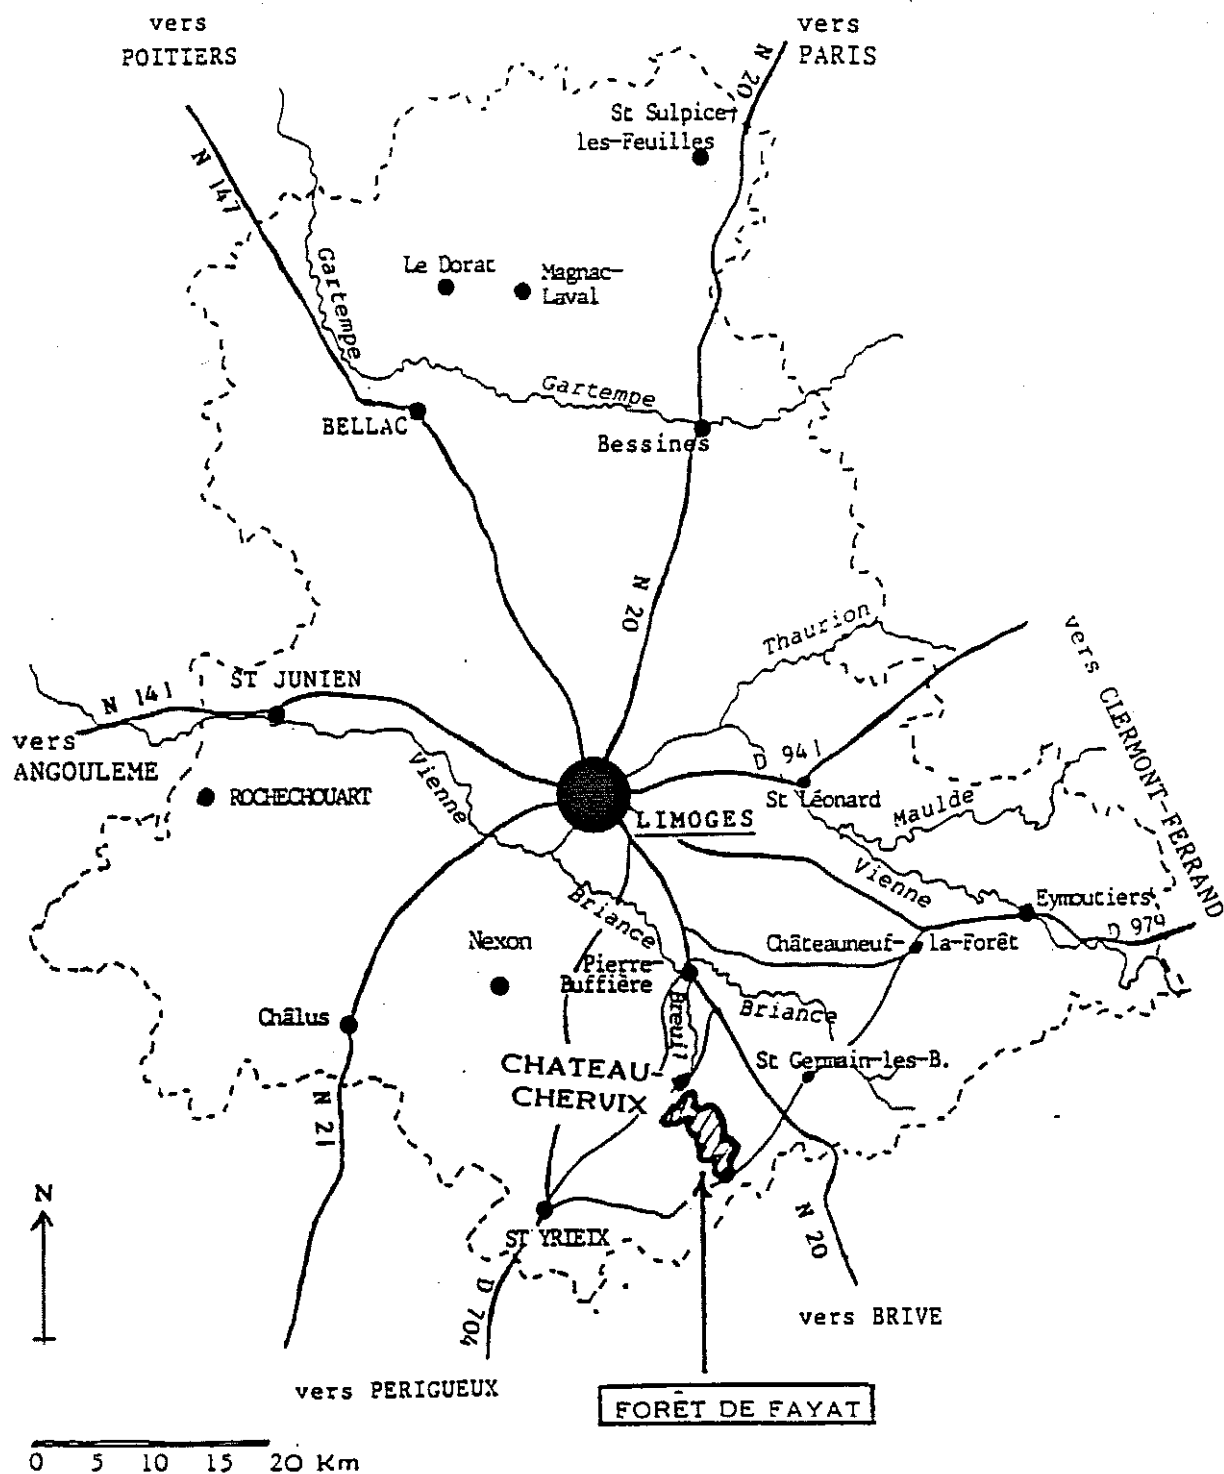 vers
POITIERS
vers
PARIS
N 20
St Sulpice-
les-Feuilles
N 147
Gartempe
Le Dorat
Magnac-
Laval
Gartempe
BELLAC
Bessines
N 20
Thaurion
vers CLERMONT-FERRAND
ST JUNIEN
N 141
vers
ANGOULEME
D 941
ROCHECHOUART
Vienne
St Léonard
Maulde
LIMOGES
Vienne
Briance
Eymoutiers
D 979
Nexon
Châteauneuf-la-Forêt
Pierre-
Buffière
Châlus
Breuil
Briance
CHATEAU-
CHERVIX
St Germain-les-B.
N 21
N
ST YRIEIX
N 20
D 704
vers BRIVE
vers PERIGUEUX
FORÊT DE FAYAT
0 5 10 15 20 Km